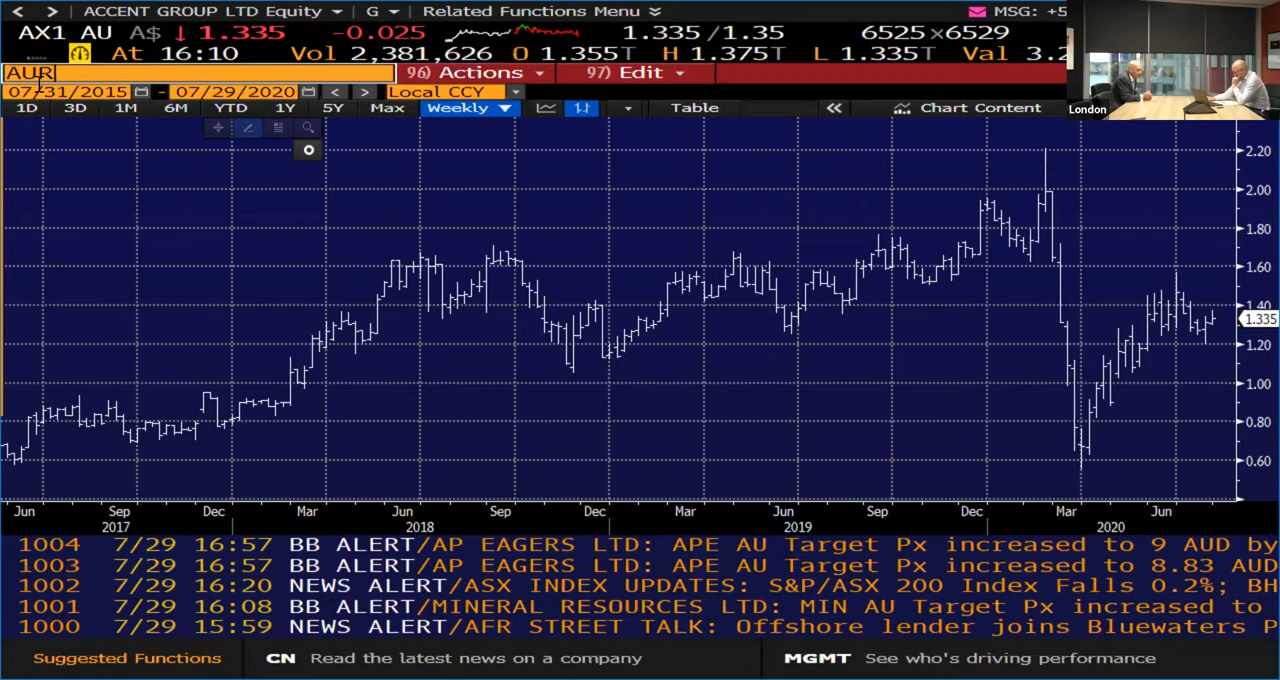 < > ACCENT GROUP LTD Equity G Related Functions Menu MSG: +5
AX1 AU A$ ↓ 1.335 -0.025 1.335 / 1.35 6525 × 6529
At 16:10 Vol 2,381,626 O 1.355T H 1.375T L 1.335T Val 3.2
AUR 96) Actions 97) Edit
07/31/2015 - 07/29/2020 < > Local CCY
1D 3D 1M 6M YTD 1Y 5Y Max Weekly Table « Chart Content
London
2.20
2.00
1.80
1.60
1.40
1.335
1.20
1.00
0.80
0.60
Jun Sep Dec Mar Jun Sep Dec Mar Jun Sep Dec Mar Jun
2017 2018 2019 2020
1004 7/29 16:57 BB ALERT/AP EAGERS LTD: APE AU Target Px increased to 9 AUD by
1003 7/29 16:57 BB ALERT/AP EAGERS LTD: APE AU Target Px increased to 8.83 AUD
1002 7/29 16:20 NEWS ALERT/ASX INDEX UPDATES: S&P/ASX 200 Index Falls 0.2%; BH
1001 7/29 16:08 BB ALERT/MINERAL RESOURCES LTD: MIN AU Target Px increased to
1000 7/29 15:59 NEWS ALERT/AFR STREET TALK: Offshore lender joins Bluewaters P
Suggested Functions CN Read the latest news on a company MGMT See who's driving performance